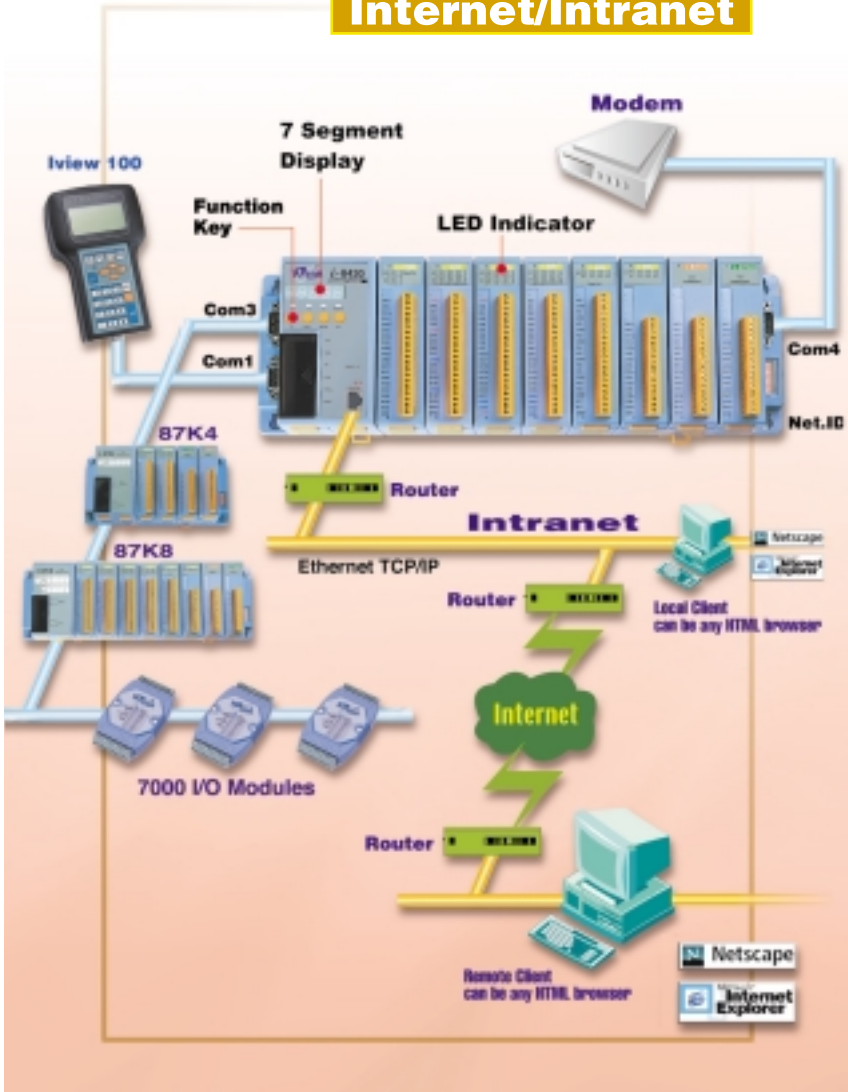 Internet/Intranet
Modem
7 Segment
Display
Iview 100
Function
Key
LED Indicator
Com3
Com1
Com4
Net.ID
87K4
Router
Intranet
Netscape
Ethernet TCP/IP
87K8
Internet
Explorer
Router
Local Client
can be any HTML browser
Internet
7000 I/O Modules
Router
Netscape
Remote Client
can be any HTML browser
Internet
Explorer